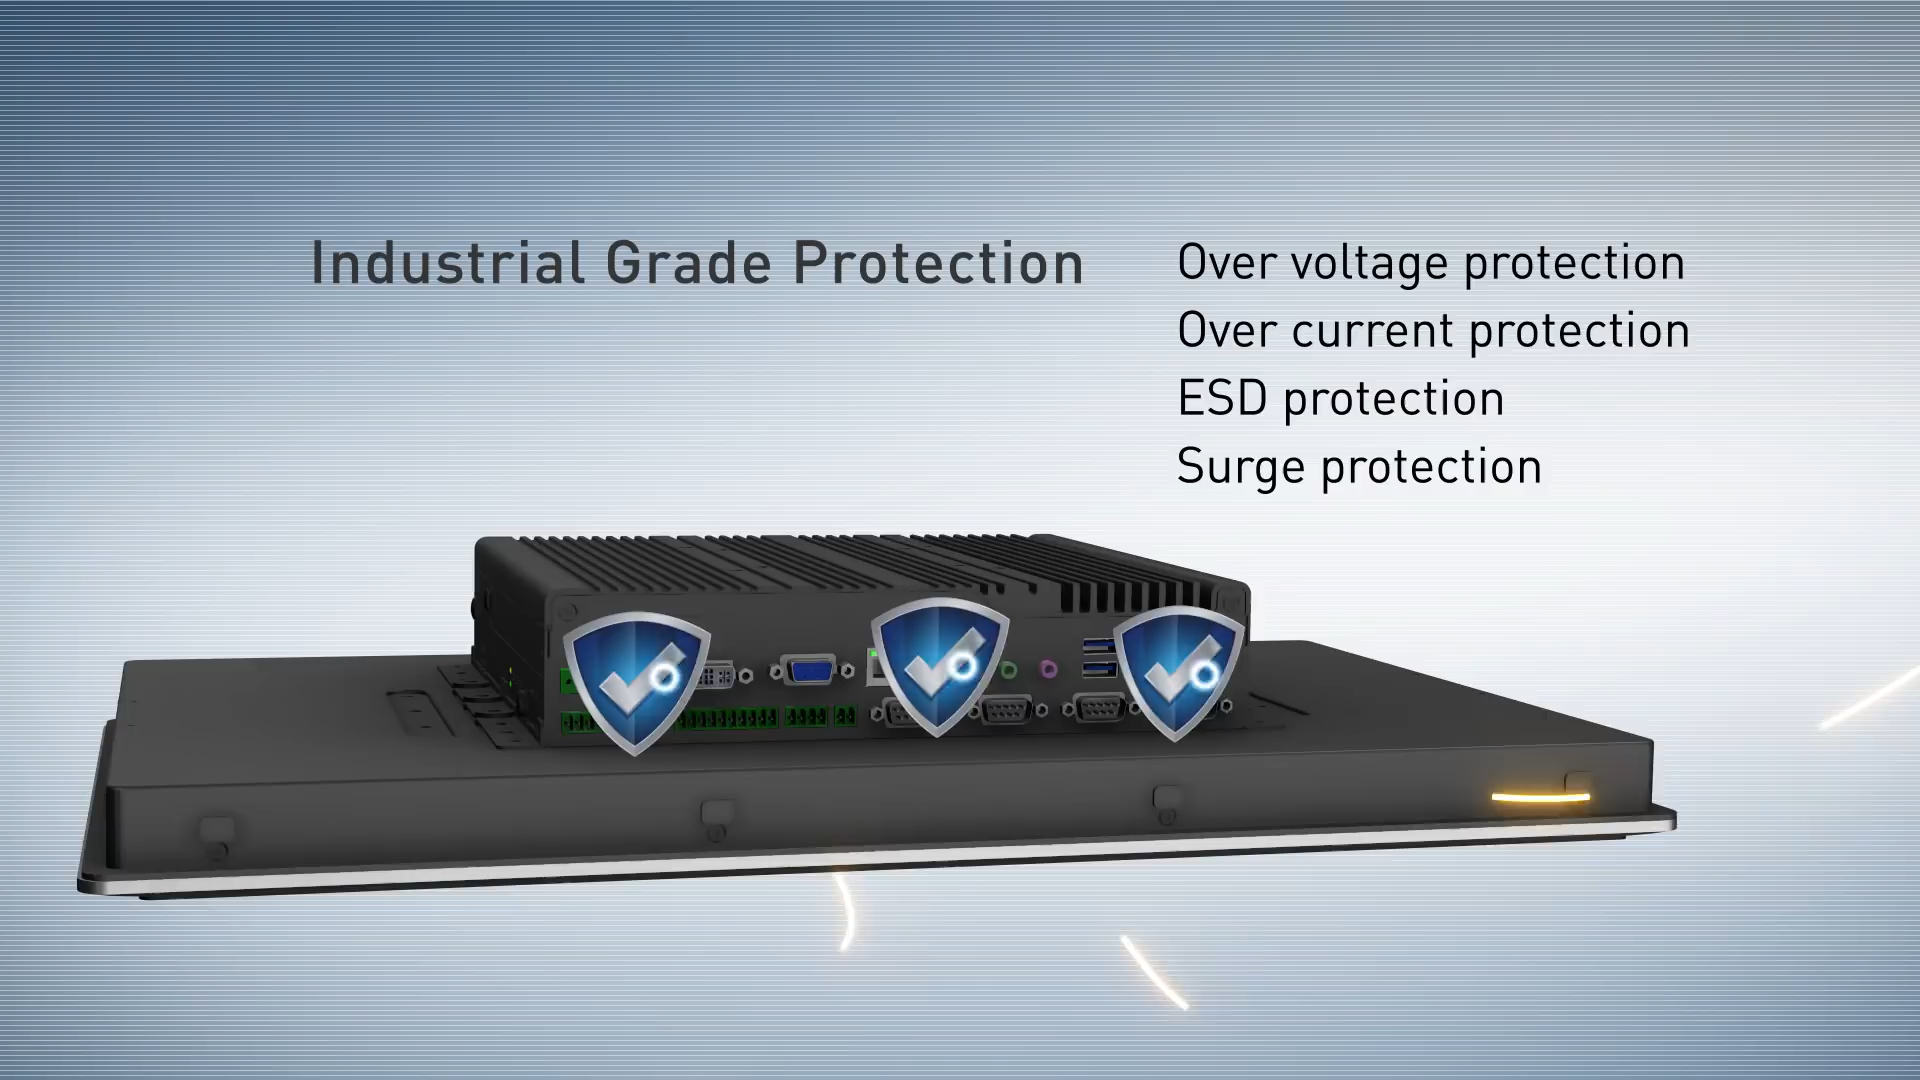 Industrial Grade Protection
Over voltage protection
Over current protection
ESD protection
Surge protection